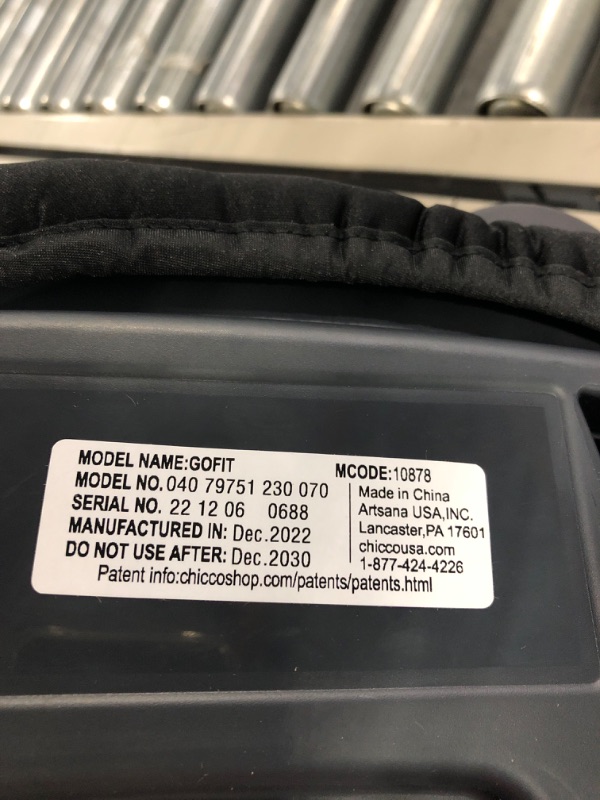 MODEL NAME:GOFIT
MODEL NO.040 79751 230 070
SERIAL NO. 22 12 06 0688
MANUFACTURED IN: Dec.2022
DO NOT USE AFTER: Dec.2030
MCODE:10878
Made in China
Artsana USA,INC.
Lancaster,PA 17601
chiccousa.com
1-877-424-4226
Patent info:chiccoshop.com/patents/patents.html